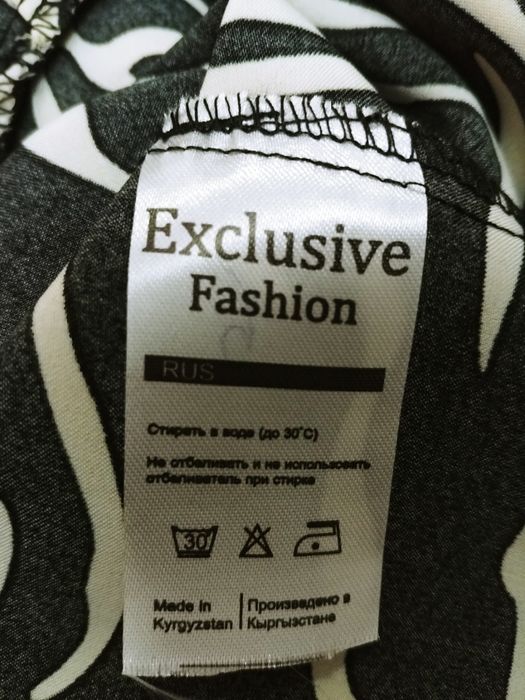 Exclusive
Fashion
RUS
Стирать в воде (до 30°С)
Не отбеливать и не использовать
отбеливатель при стирке
30
Made in
Kyrgyzstan
Произведено в
Кыргызстане